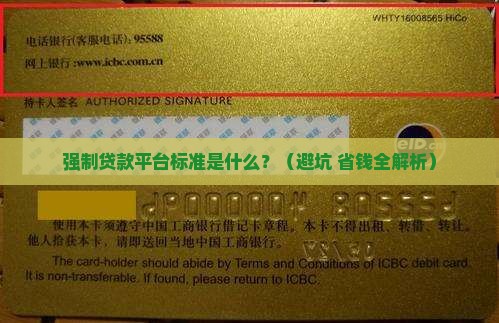 WHTY16008565 HiCo
电话银行(客服电话): 95588
网上银行:www.icbc.com.cn
持卡人签名 AUTHORIZED SIGNATURE
eID
强制贷款平台标准是什么？（避坑 省钱全解析）
使用本卡须遵守中国工商银行借记卡章程。本卡不得出租、转借、转让。
他人拾获本卡，请即送回当地中国工商银行。
The card-holder should abide by Terms and Conditions of ICBC debit card.
It is non-transferable. If found, please return to ICBC.